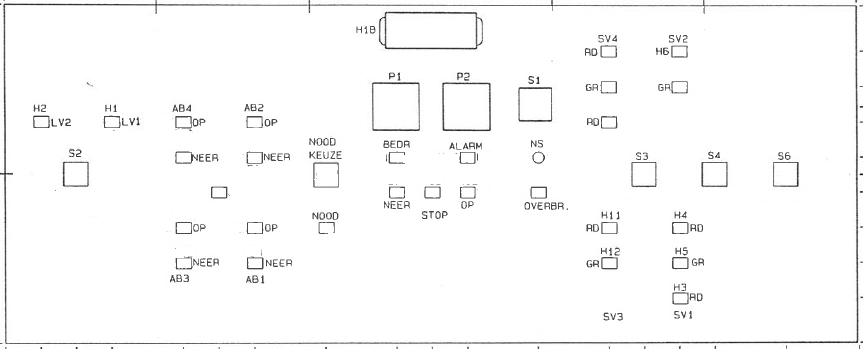 H18
SV4 SV2
RD H6
P1 P2 S1
GR GR
H2 H1 AB4 AB2
LV2 LV1 OP OP RD
NOOD
KEUZE BEDR ALARM NS
S2 NEER NEER S3 S4 S6
NEER STOP OP OVERBR.
NOOD H11 H4
OP OP RD RD
H12 H5
NEER NEER GR GR
AB3 AB1
H3
RD
SV3 SV1